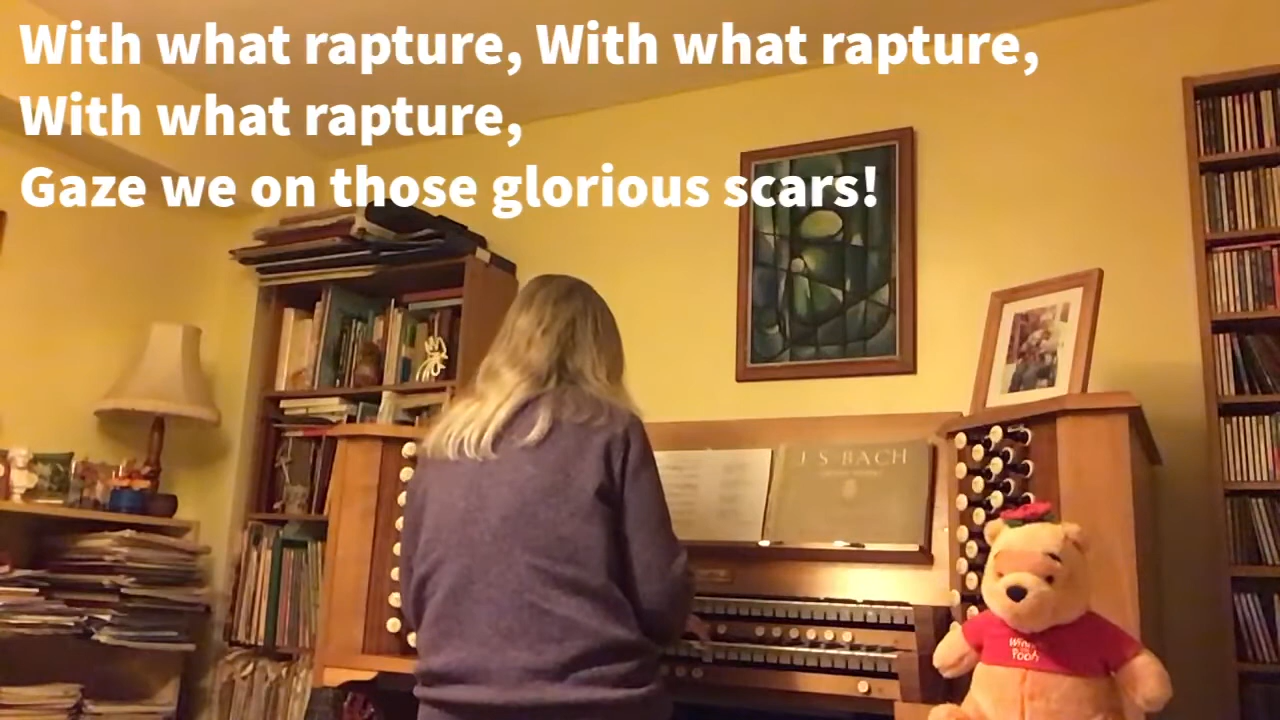 With what rapture, With what rapture,
With what rapture,
Gaze we on those glorious scars!
J S BACH
Winnie
the
Pooh